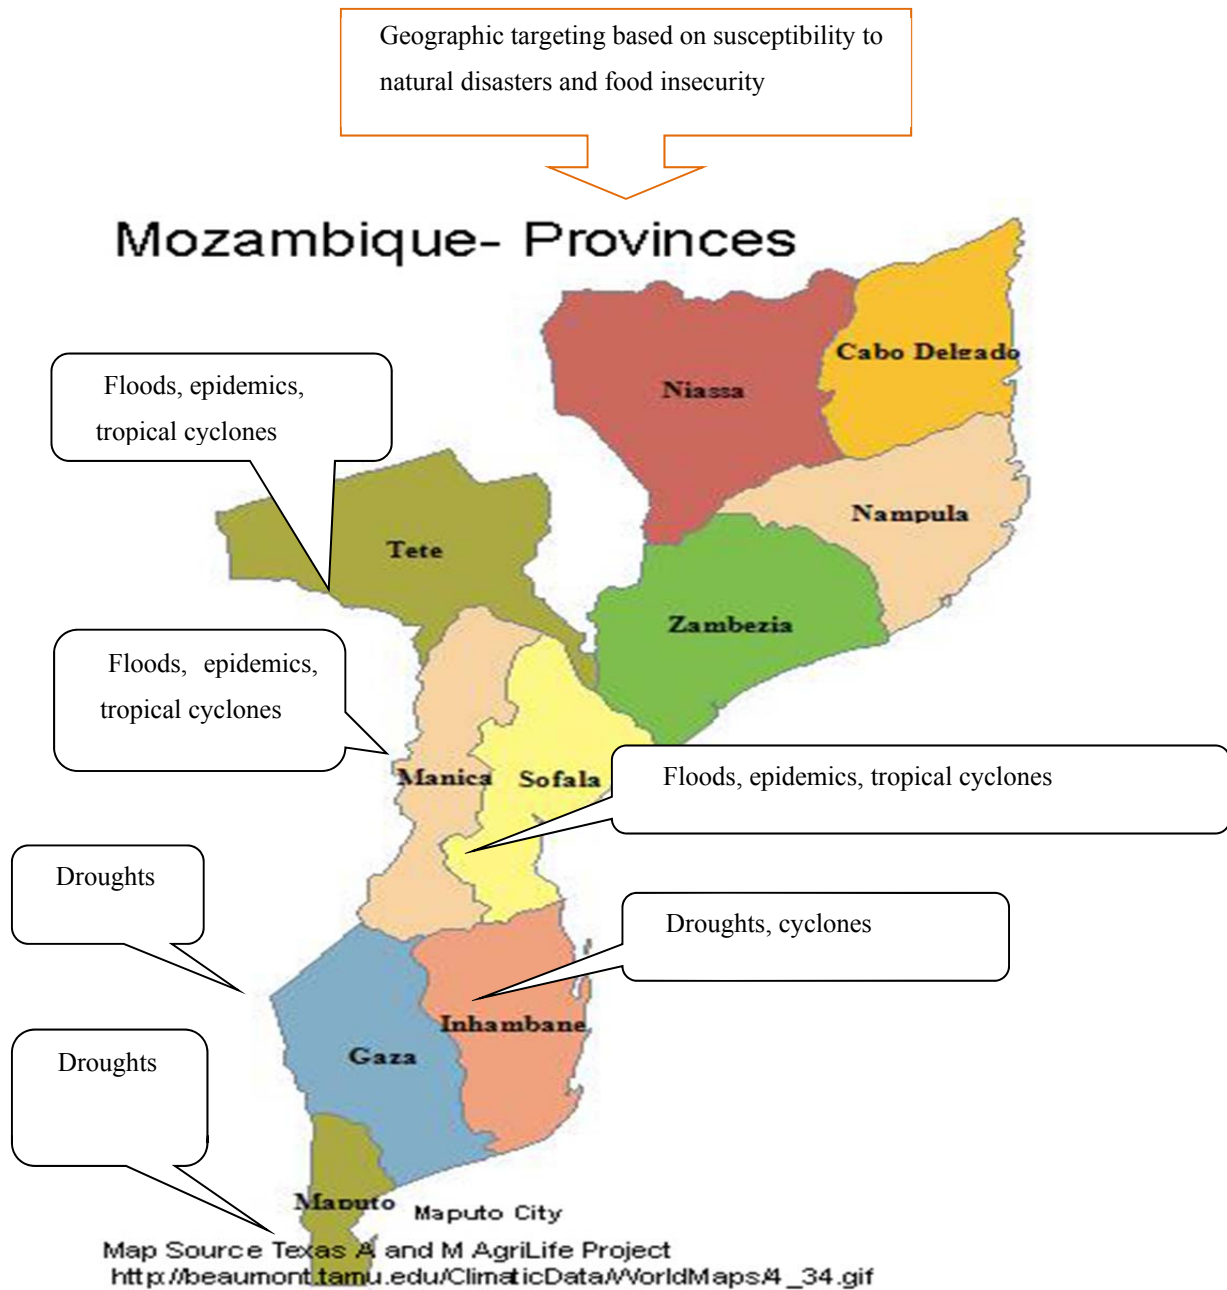 Geographic targeting based on susceptibility to
natural disasters and food insecurity
Mozambique- Provinces
Cabo Delgado
Niassa
Floods, epidemics,
tropical cyclones
Nampula
Tete
Zambezia
Floods, epidemics,
tropical cyclones
Manica
Sofala
Floods, epidemics, tropical cyclones
Droughts
Droughts, cyclones
Inhambane
Gaza
Droughts
Maputo
Maputo City
Map Source Texas A and M AgriLife Project
http://beaumont.tamu.edu/ClimaticData/WorldMaps/4_34.gif